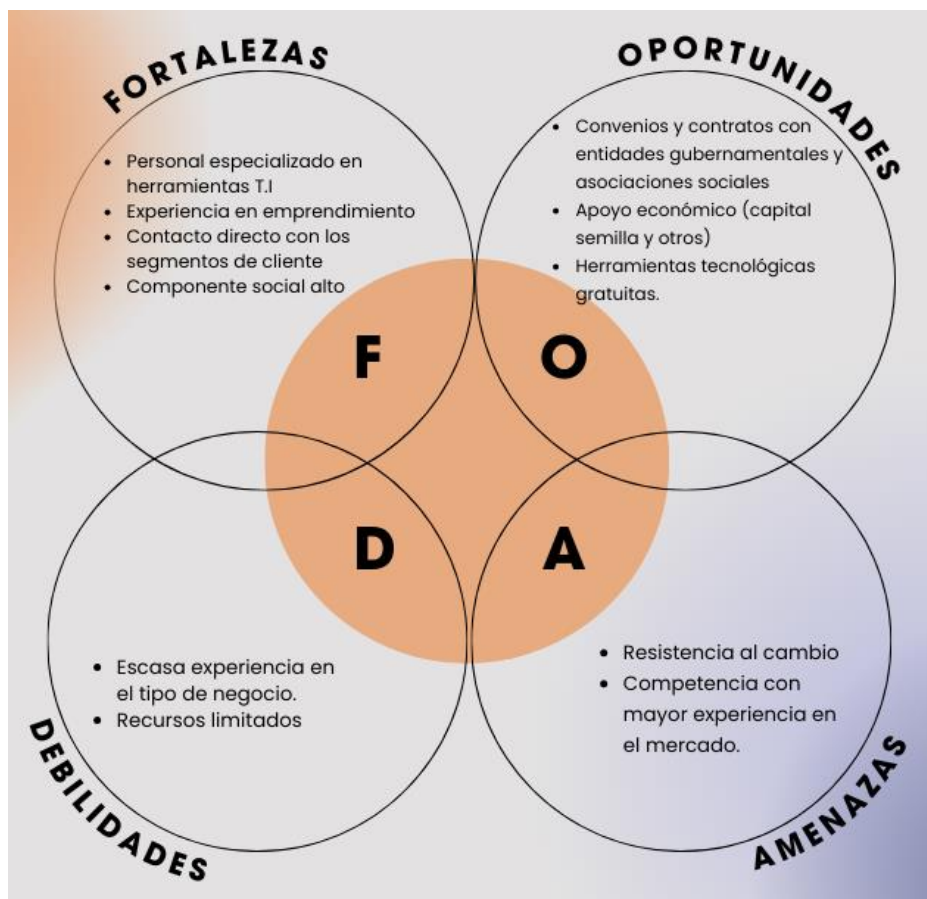 FORTALEZAS
• Personal especializado en
herramientas T.I
• Experiencia en emprendimiento
• Contacto directo con los
segmentos de cliente
• Componente social alto
OPORTUNIDADES
• Convenios y contratos con
entidades gubernamentales y
asociaciones sociales
• Apoyo económico (capital
semilla y otros)
• Herramientas tecnológicas
gratuitas.
F
O
D
A
• Escasa experiencia en
el tipo de negocio.
• Recursos limitados
DEBILIDADES
• Resistencia al cambio
• Competencia con
mayor experiencia en
el mercado.
AMENAZAS